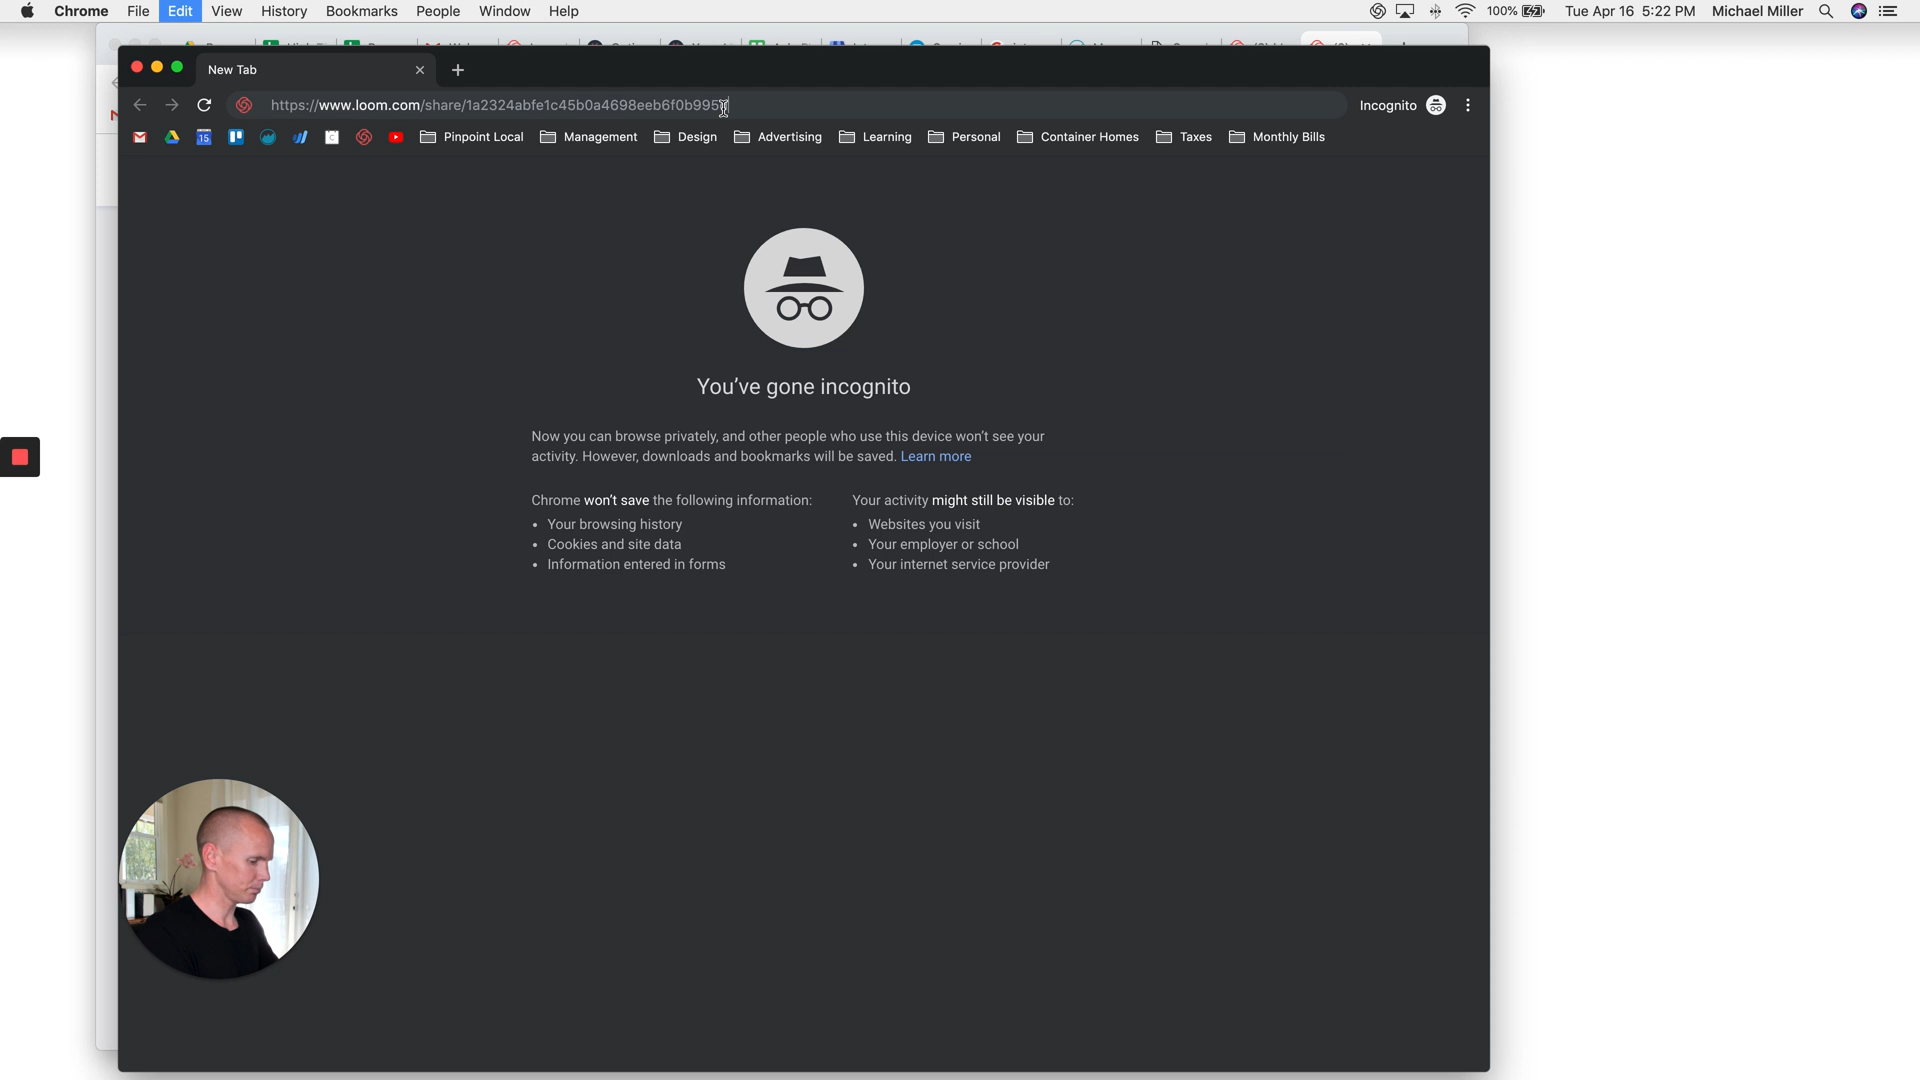 Chrome File Edit View History Bookmarks People Window Help 100% Tue Apr 16 5:22 PM Michael Miller
New Tab
https://www.loom.com/share/1a2324abfe1c45b0a4698eeb6f0b995 Incognito
15 Pinpoint Local Management Design Advertising Learning Personal Container Homes Taxes Monthly Bills
You've gone incognito
Now you can browse privately, and other people who use this device won't see your
activity. However, downloads and bookmarks will be saved. Learn more
Chrome won't save the following information:
• Your browsing history
• Cookies and site data
• Information entered in forms
Your activity might still be visible to:
• Websites you visit
• Your employer or school
• Your internet service provider